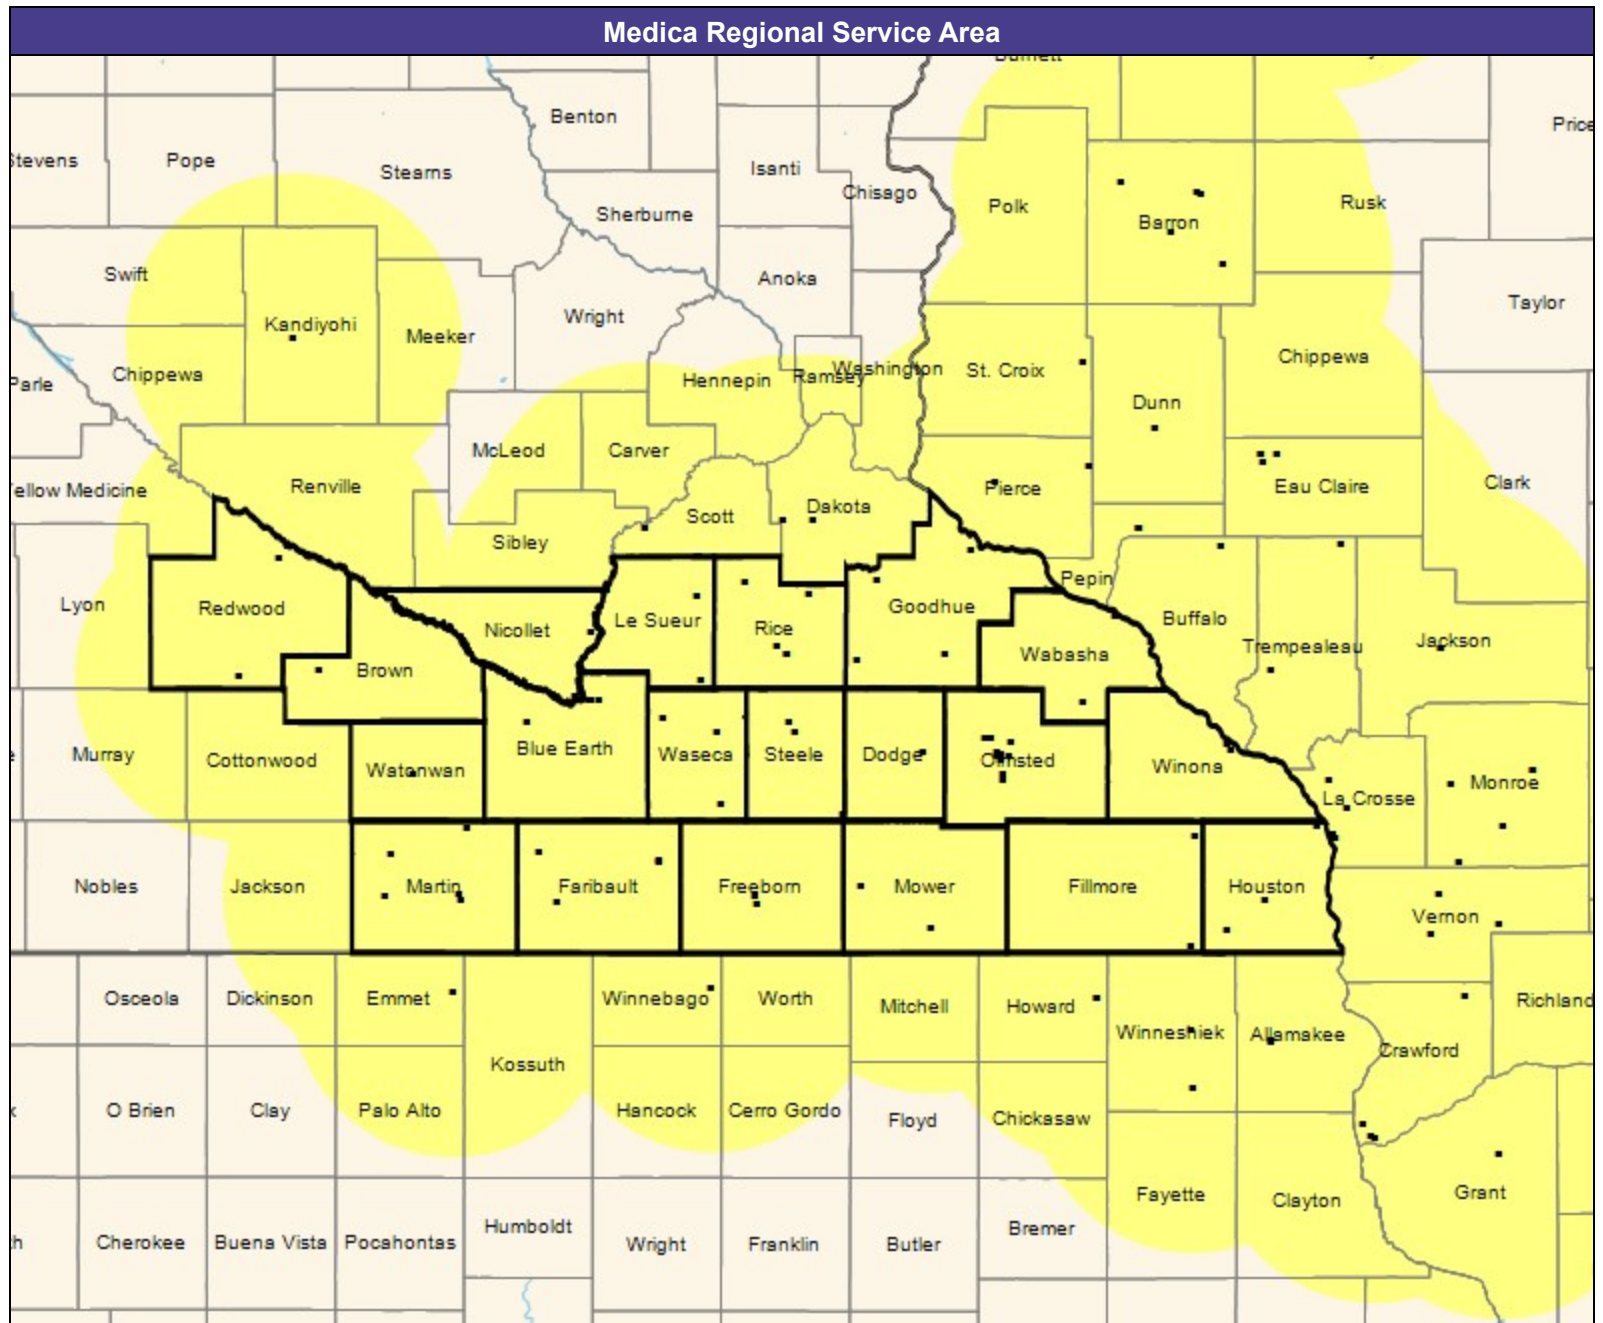 Medica Regional Service Area
Burnett
Benton
Price
Stevens
Pope
Stearns
Isanti
Chisago
Polk
Barron
Rusk
Sherburne
Swift
Anoka
Taylor
Kandiyohi
Wright
Meeker
Chippewa
Chippewa
Parle
Hennepin
Ramsey
Washington
St. Croix
Dunn
McLeod
Carver
Yellow Medicine
Renville
Pierce
Eau Claire
Clark
Scott
Dakota
Sibley
Pepin
Lyon
Redwood
Nicollet
Le Sueur
Rice
Goodhue
Buffalo
Trempealeau
Jackson
Brown
Wabasha
Murray
Cottonwood
Watonwan
Blue Earth
Waseca
Steele
Dodge
Olmsted
Winona
La Crosse
Monroe
Nobles
Jackson
Martin
Faribault
Freeborn
Mower
Fillmore
Houston
Vernon
Osceola
Dickinson
Emmet
Winnebago
Worth
Mitchell
Howard
Winneshiek
Allamakee
Crawford
Richland
Kossuth
O Brien
Clay
Palo Alto
Hancock
Cerro Gordo
Floyd
Chickasaw
Fayette
Clayton
Grant
Cherokee
Buena Vista
Pocahontas
Humboldt
Wright
Franklin
Butler
Bremer